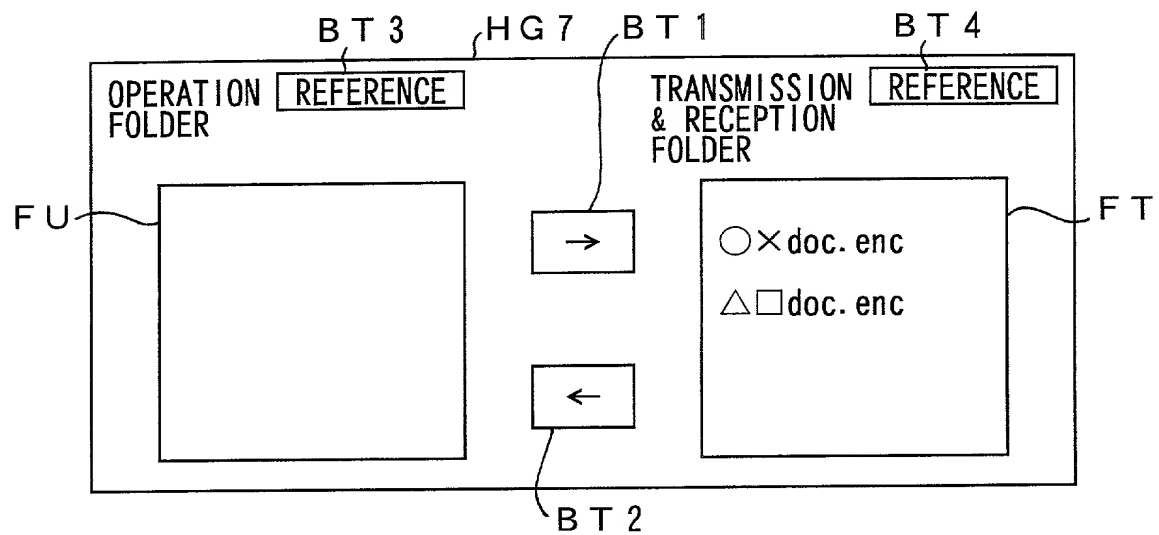 BT3 HG7 BT1 BT4
OPERATION REFERENCE
FOLDER
TRANSMISSION REFERENCE
& RECEPTION
FOLDER
FU
→
FT
○×doc.enc
△□doc.enc
←
BT2